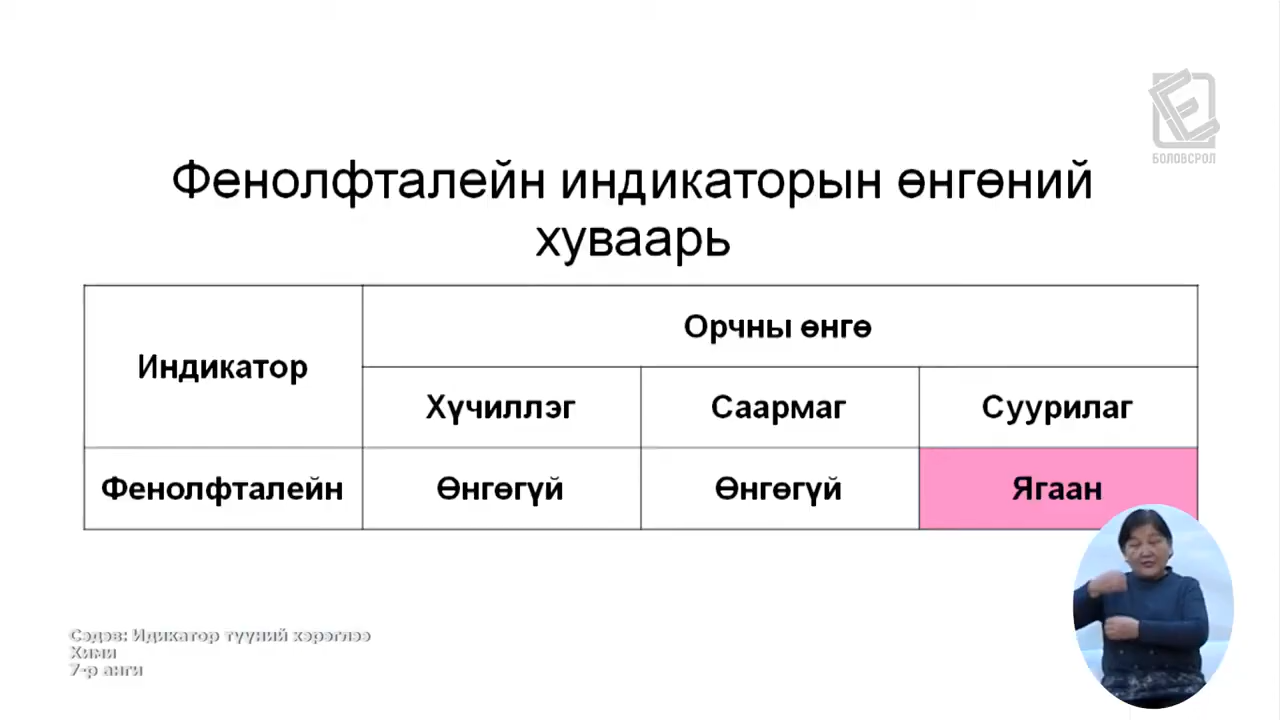 БОЛОВСРОЛ
Фенолфталейн индикаторын өнгөний
хуваарь
Индикатор
Орчны өнгө
Хүчиллэг
Саармаг
Суурилаг
Фенолфталейн
Өнгөгүй
Өнгөгүй
Ягаан
Сэдэв: Идикатор түүний хэрэглээ
Хими
7-р анги